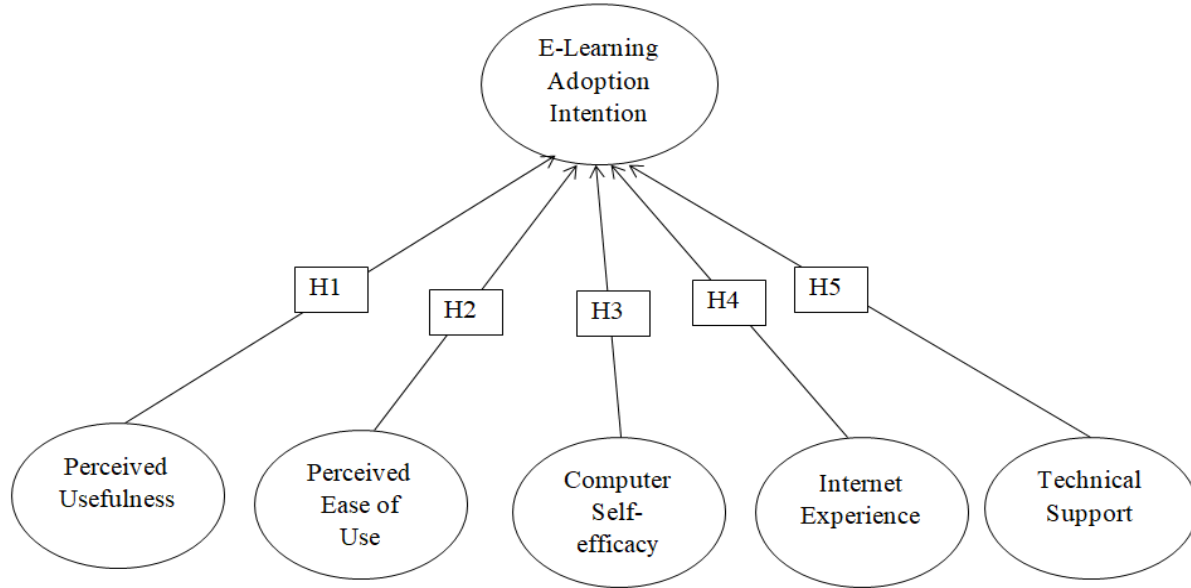 E-Learning
Adoption
Intention
H1
H2
H3
H4
H5
Perceived
Usefulness
Perceived
Ease of
Use
Computer
Self-
efficacy
Internet
Experience
Technical
Support